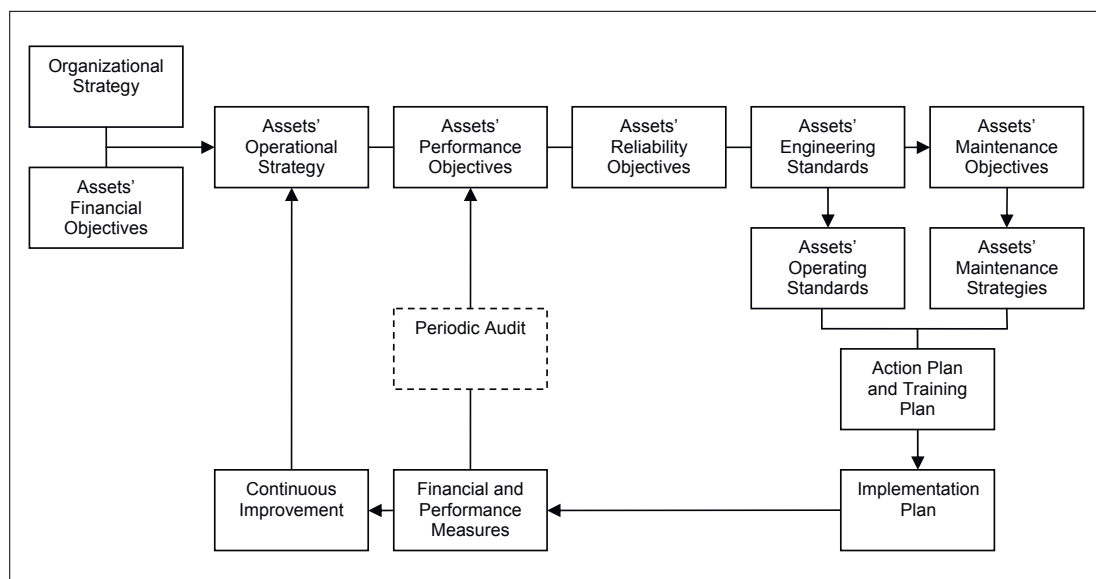 Organizational
Strategy
Assets’
Financial
Objectives
Assets’
Operational
Strategy
Assets’
Performance
Objectives
Assets’
Reliability
Objectives
Assets’
Engineering
Standards
Assets’
Maintenance
Objectives
Assets’
Operating
Standards
Assets’
Maintenance
Strategies
Periodic Audit
Action Plan
and Training
Plan
Continuous
Improvement
Financial and
Performance
Measures
Implementation
Plan